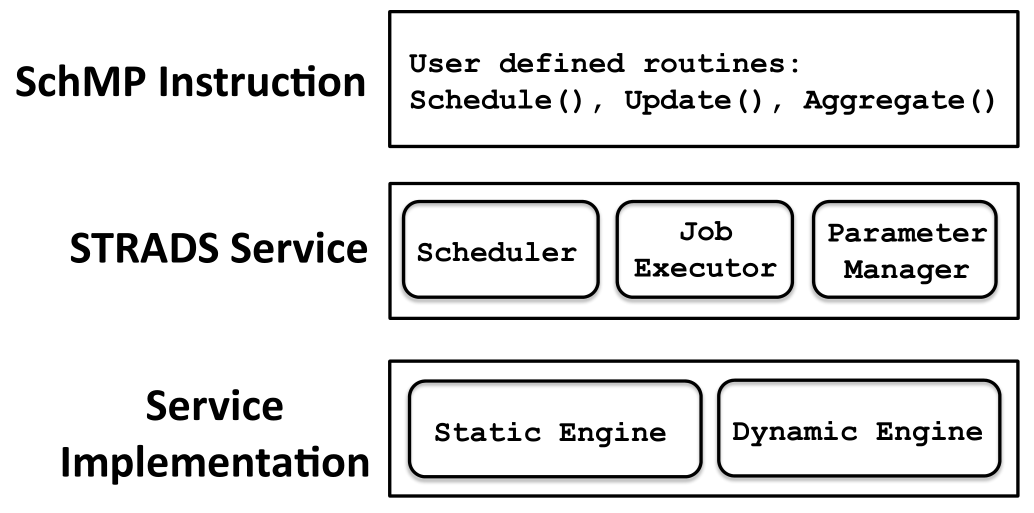 SchMP Instruction
User defined routines:
Schedule(), Update(), Aggregate()
STRADS Service
Scheduler
Job
Executor
Parameter
Manager
Service
Implementation
Static Engine
Dynamic Engine